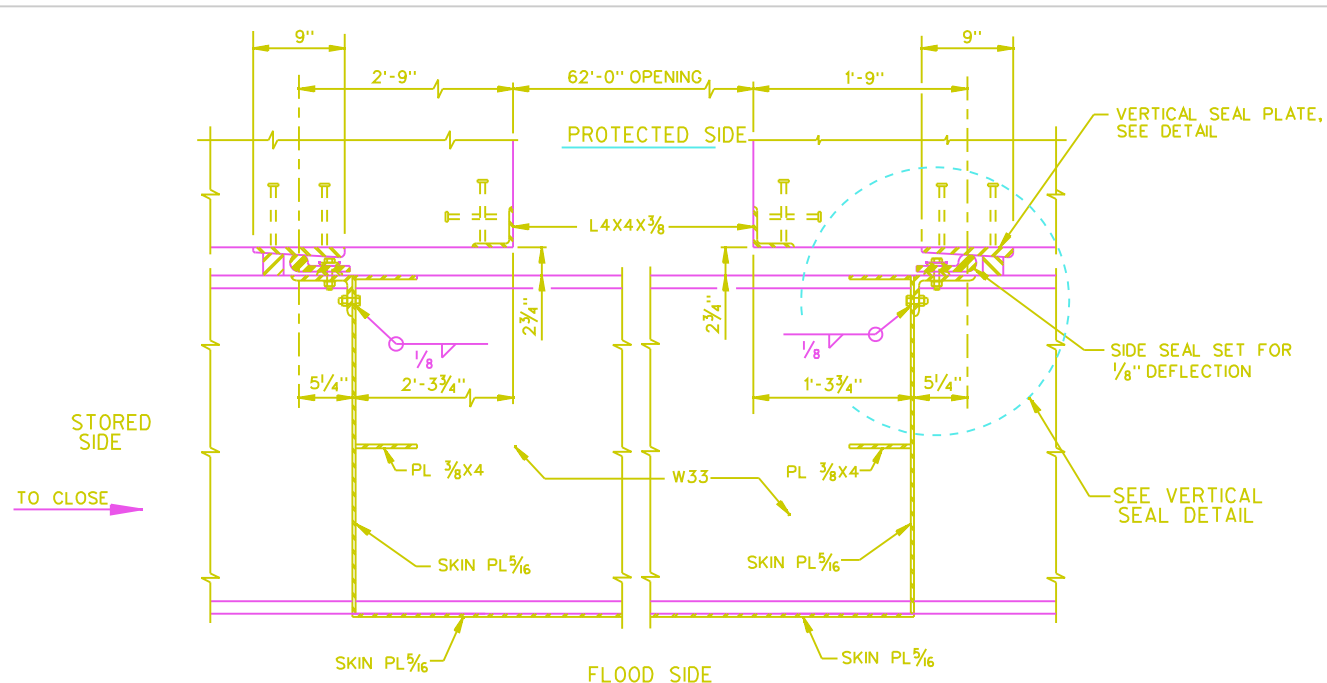 9"
9"
2'-9"
62'-0" OPENING
1'-9"
VERTICAL SEAL PLATE,
SEE DETAIL
PROTECTED SIDE
L4X4X3/8
2 3/4"
2 3/4"
1/8
1/8
SIDE SEAL SET FOR
1/8" DEFLECTION
5 1/4"
2'-3 3/4"
1'-3 3/4"
5 1/4"
STORED
SIDE
PL 3/8X4
W33
PL 3/8X4
TO CLOSE
SEE VERTICAL
SEAL DETAIL
SKIN PL 5/16
SKIN PL 5/16
SKIN PL 5/16
SKIN PL 5/16
FLOOD SIDE